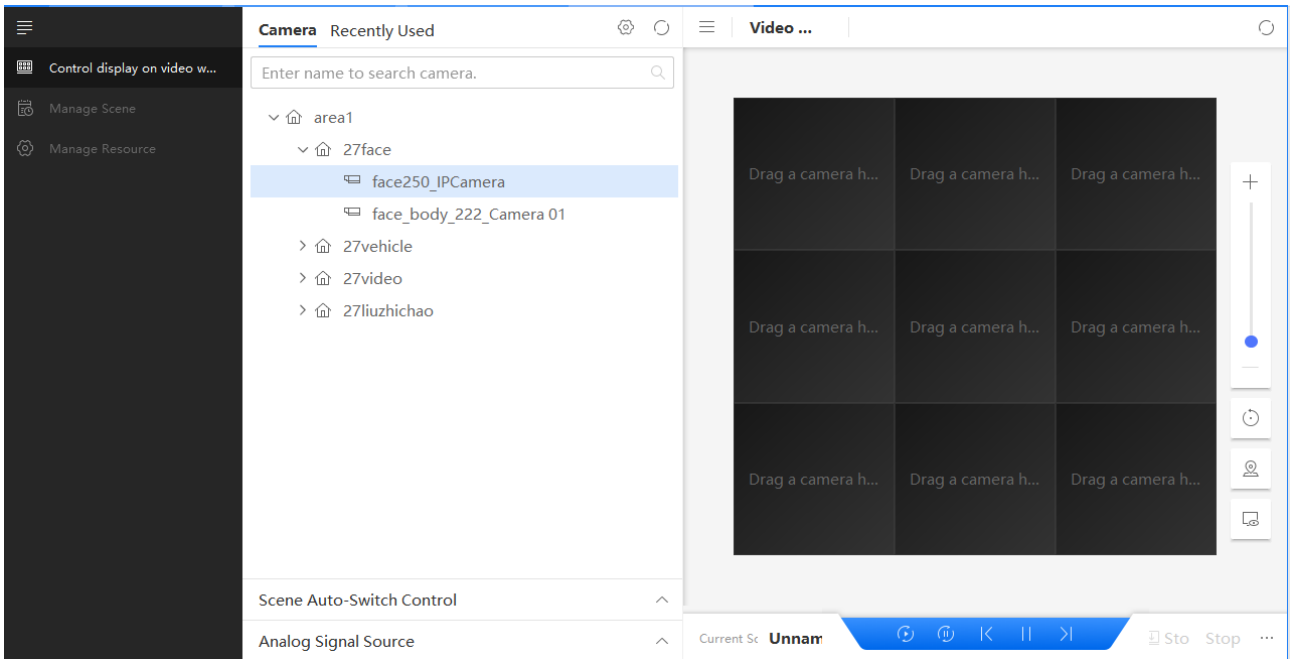 Control display on video w...
Manage Scene
Manage Resource
Camera Recently Used
Enter name to search camera.
area1
27face
face250_IPCamera
face_body_222_Camera 01
27vehicle
27video
27liuzhichao
Scene Auto-Switch Control
Analog Signal Source
Video ...
Drag a camera h... Drag a camera h... Drag a camera h...
Drag a camera h... Drag a camera h... Drag a camera h...
Drag a camera h... Drag a camera h... Drag a camera h...
Current Sc Unnam Sto Stop ...